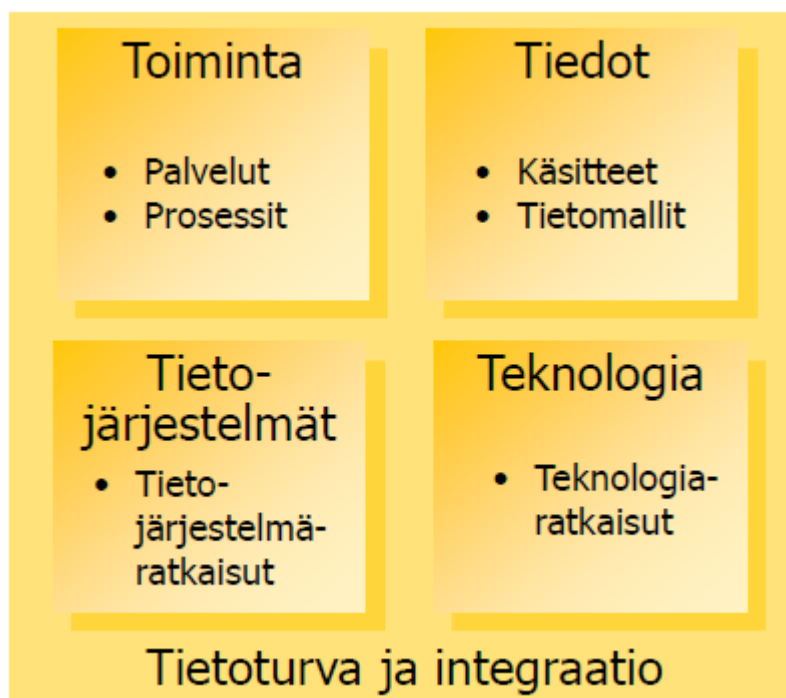 Toiminta
• Palvelut
• Prosessit
Tiedot
• Käsitteet
• Tietomallit
Tieto-
järjestelmät
• Tieto-
järjestelmä-
ratkaisut
Teknologia
• Teknologia-
ratkaisut
Tietoturva ja integraatio